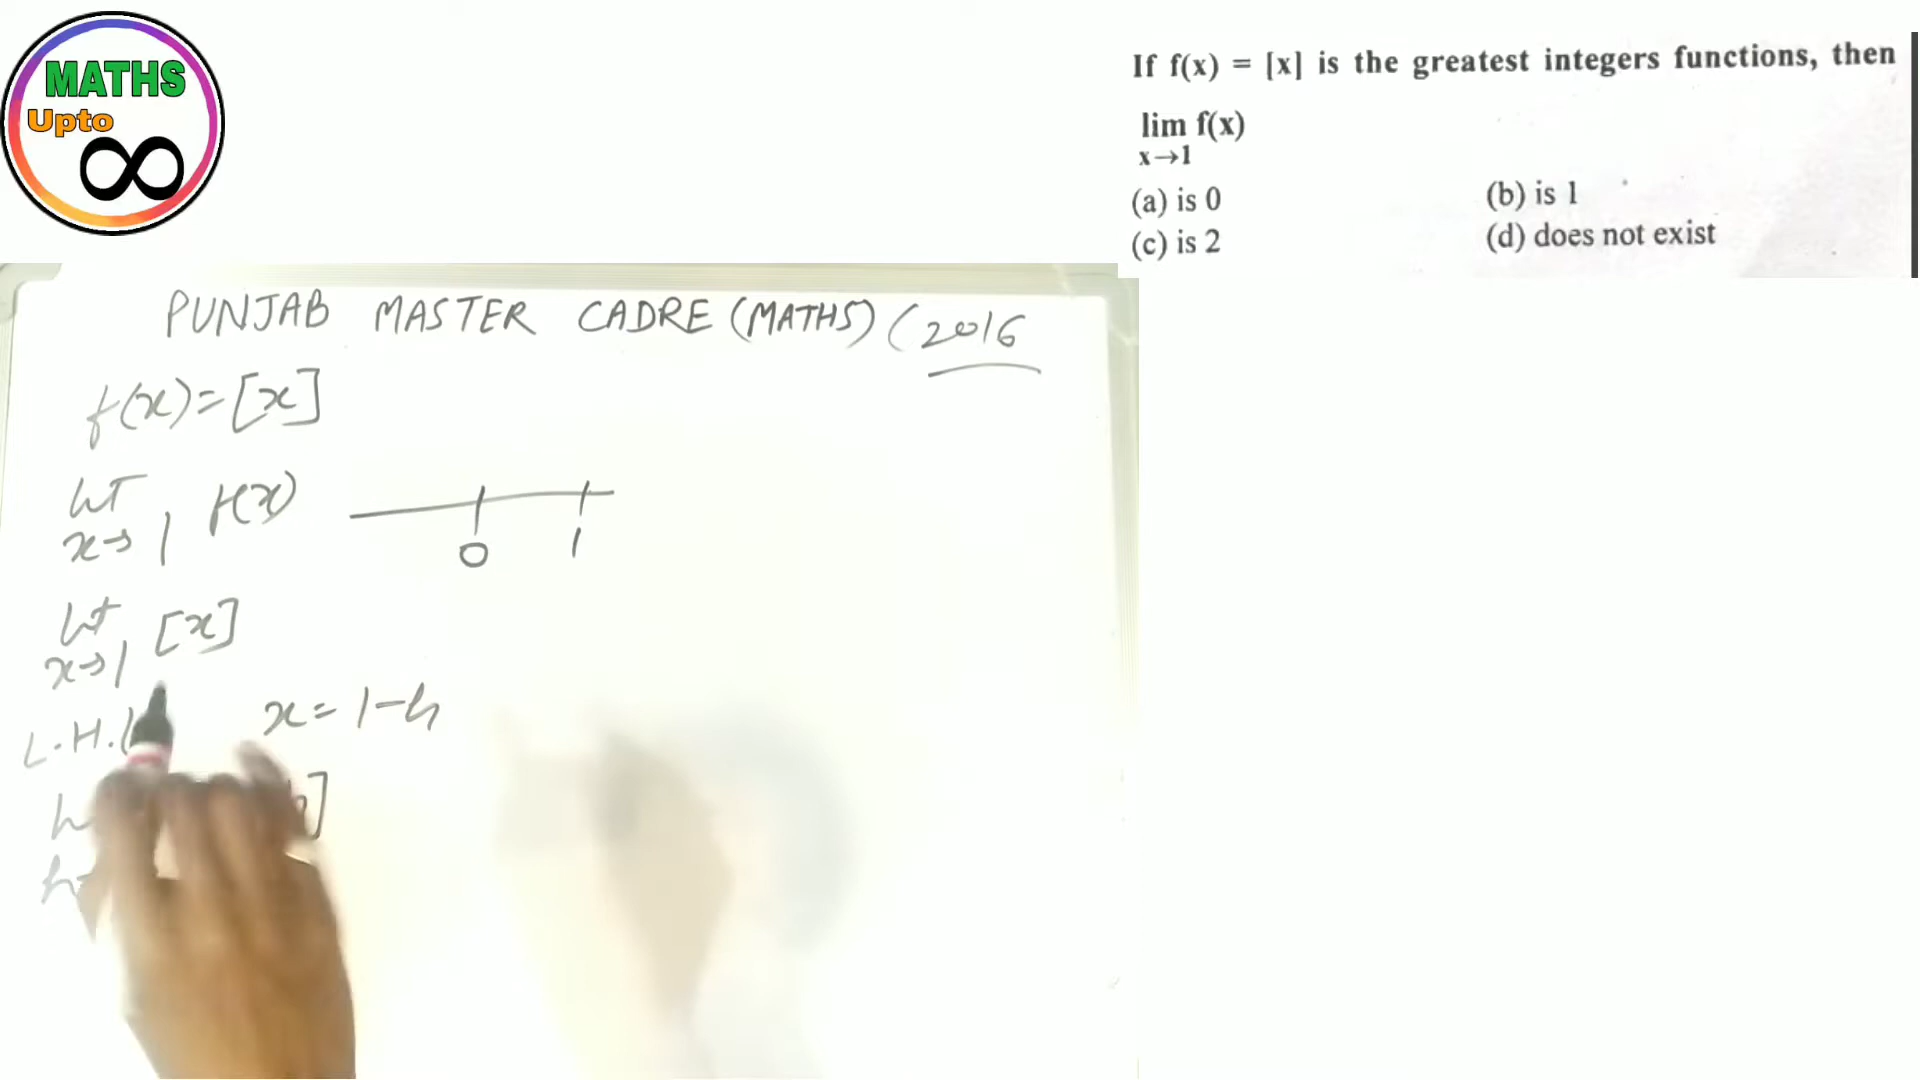 MATHS
Upto
∞
If f(x) = [x] is the greatest integers functions, then
lim f(x)
x→1
(a) is 0
(b) is 1
(c) is 2
(d) does not exist
PUNJAB MASTER CADRE (MATHS) (2016
f(x) = [x]
Lt f(x)
x→1
0 1
Lt [x]
x→1
L.H.L x = 1-h
]